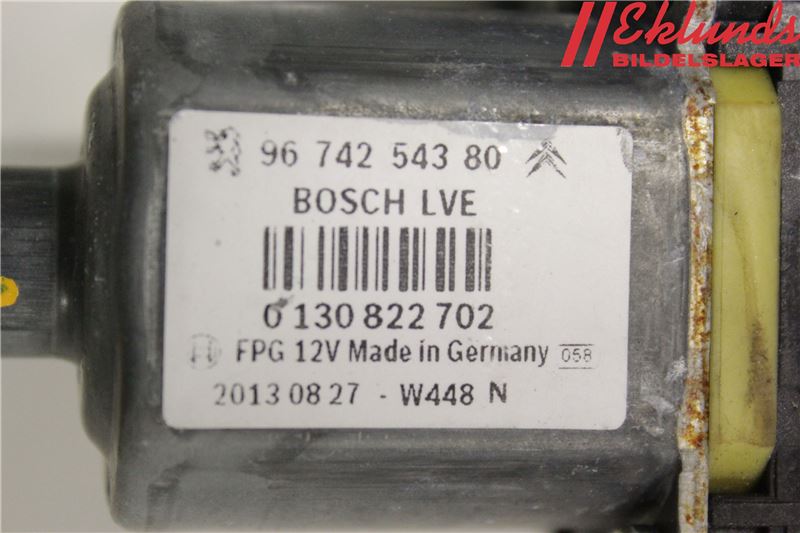 Eklunds
BILDELSLAGER
96 742 543 80
BOSCH LVE
0 130 822 702
FPG 12V Made in Germany 058
2013 08 27 - W448 N